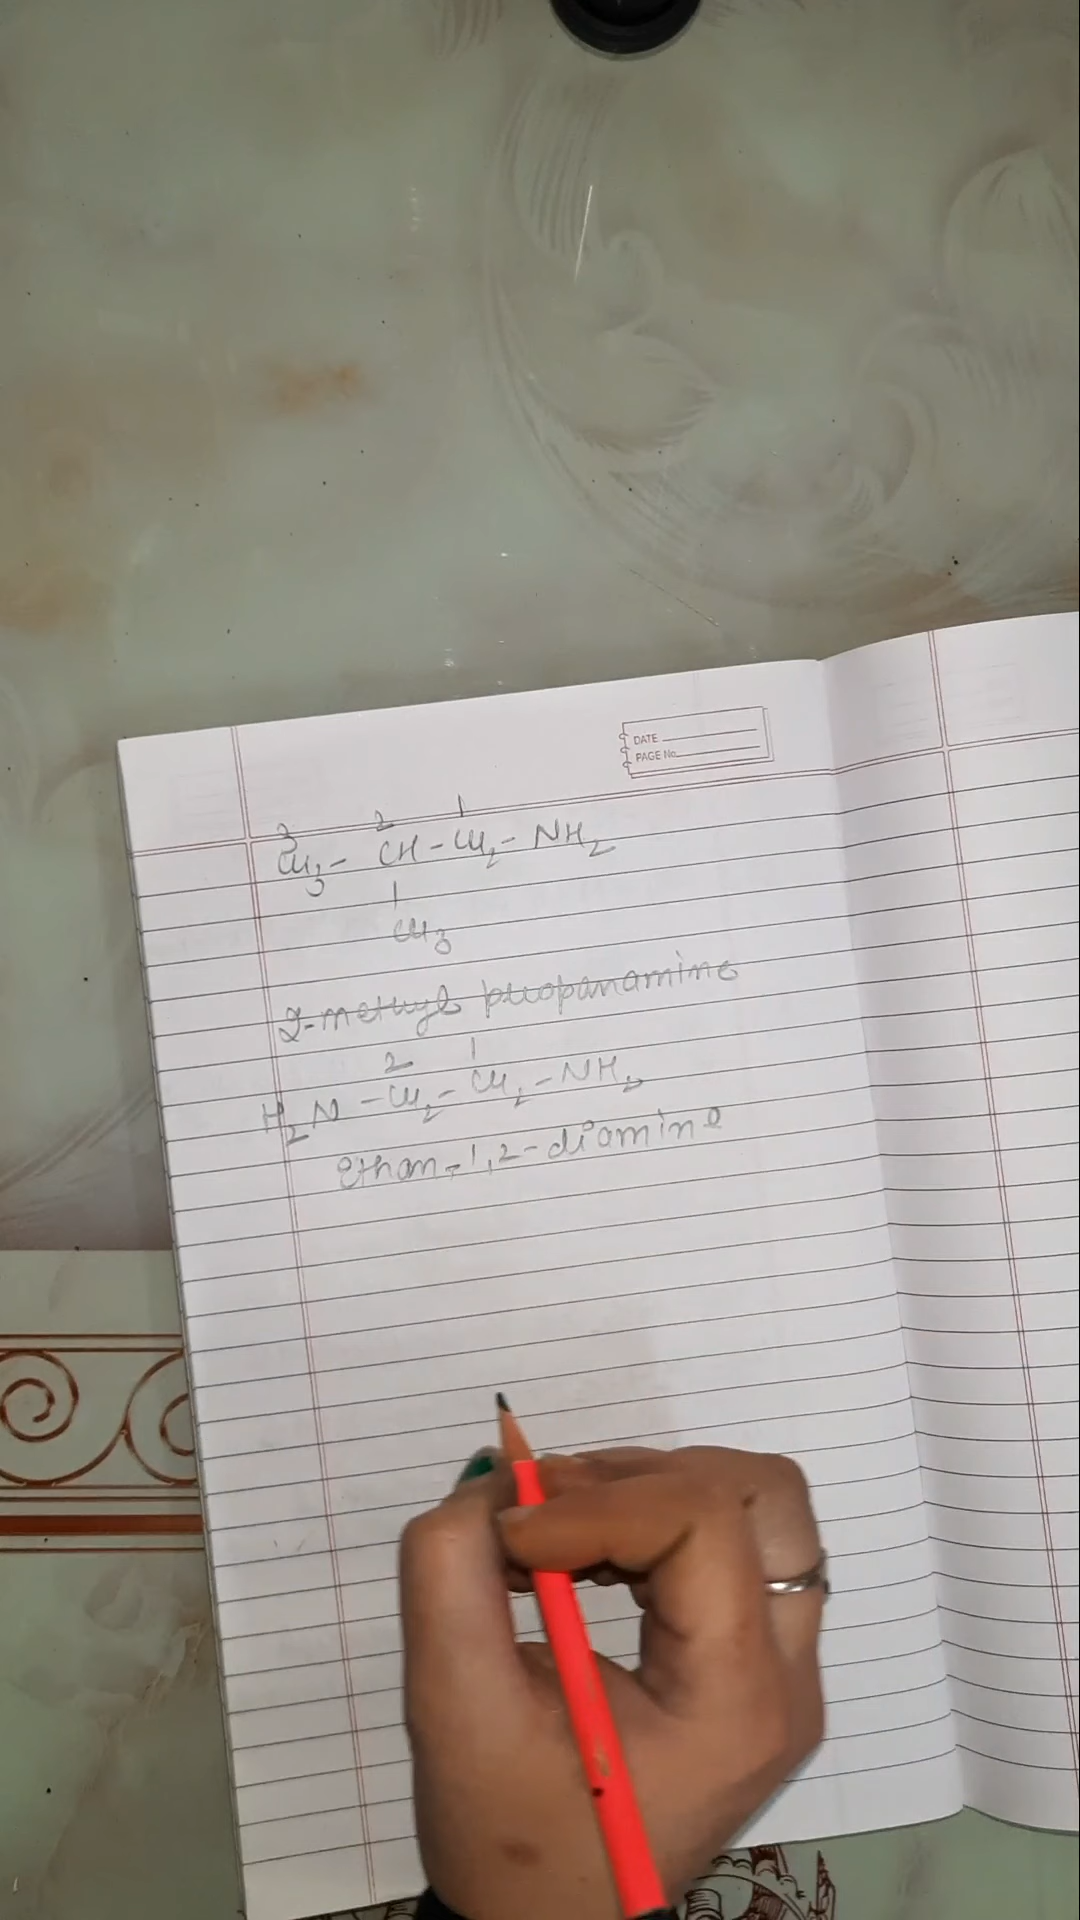 DATE
PAGE No.
3 2 1
CH3 - CH - CH2 - NH2
|
CH3
2-methyl propanamine
2 1
H2N - CH2 - CH2 - NH2
Ethan-1,2-diamine